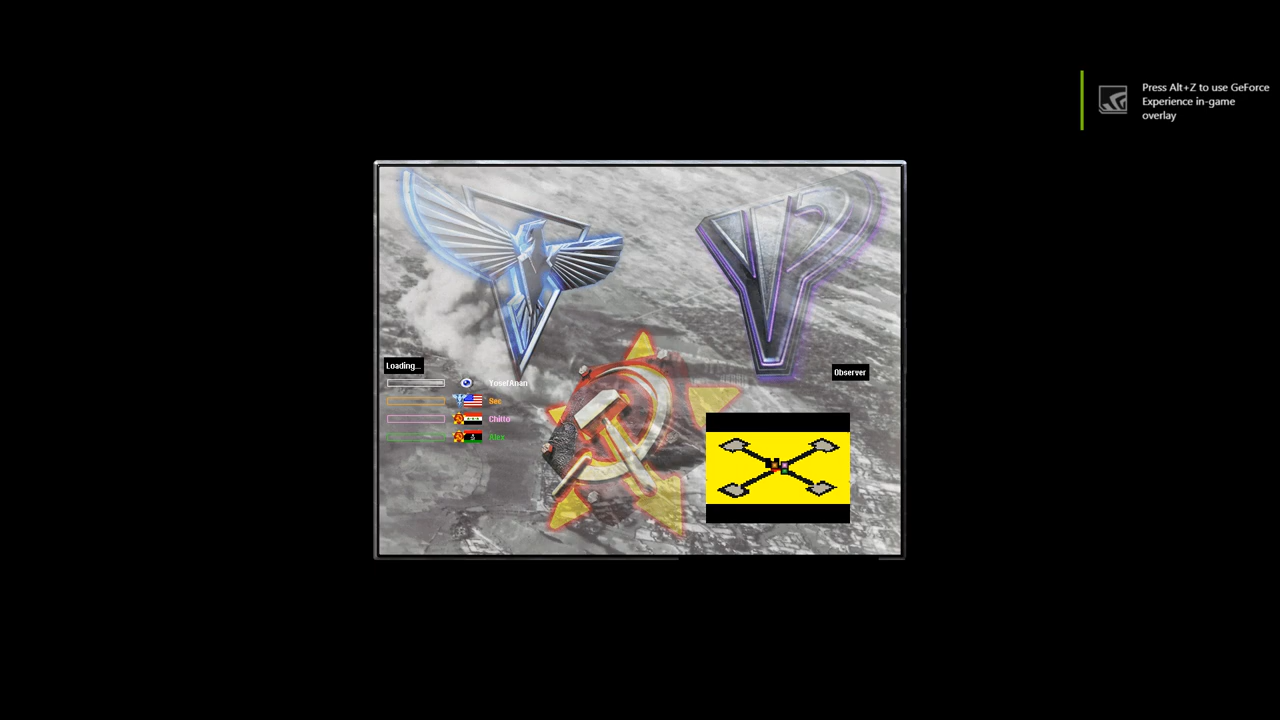 Press Alt+Z to use GeForce
Experience in-game
overlay
Loading...
Observer
YosefAnan
Sec
Chitto
Alex